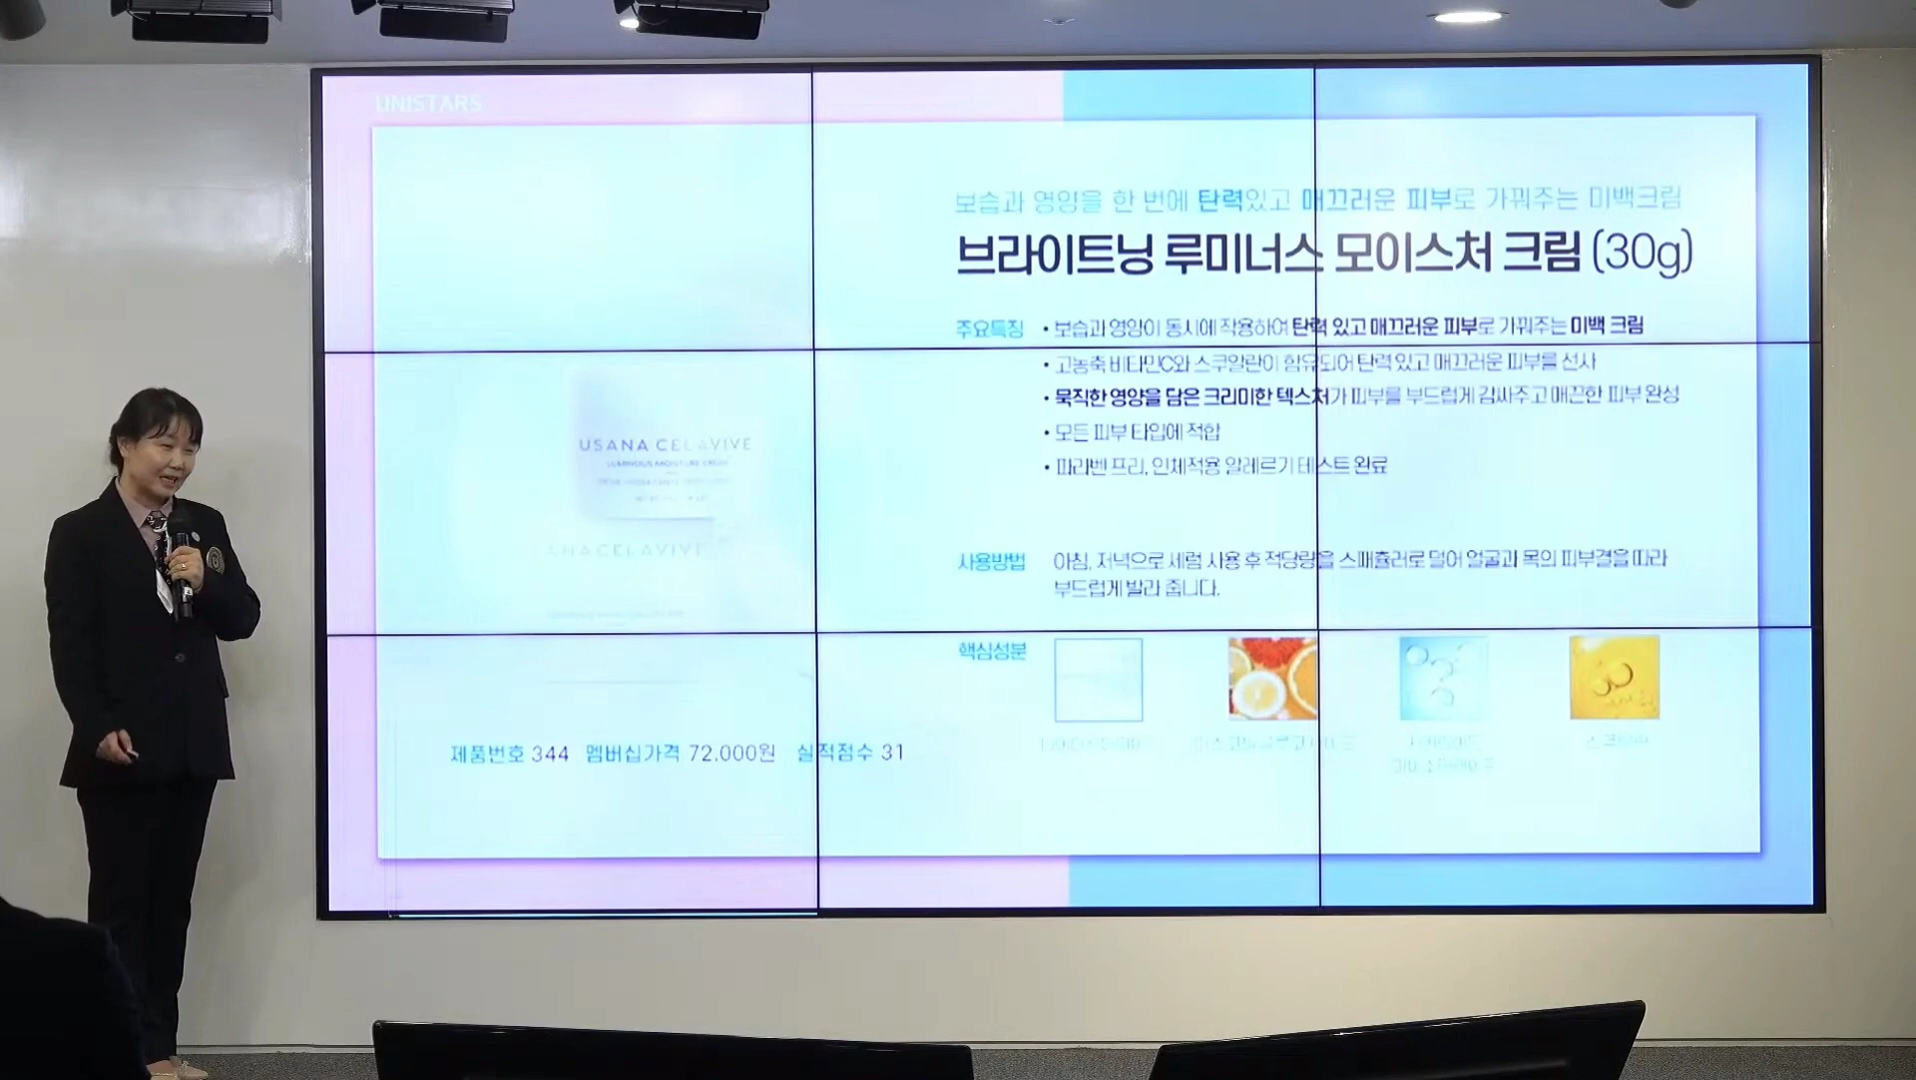 UNISTARS
보습과 영양을 한 번에 탄력있고 매끄러운 피부로 가꿔주는 미백크림
브라이트닝 루미너스 모이스처 크림 (30g)
주요특징
• 보습과 영양이 동시에 작용하여 탄력 있고 매끄러운 피부로 가꿔주는 미백 크림
• 고농축 비타민C와 스쿠알란이 함유되어 탄력 있고 매끄러운 피부를 선사
• 묵직한 영양을 담은 크리미한 텍스처가 피부를 부드럽게 감싸주고 매끈한 피부 완성
• 모든 피부 타입에 적합
• 파라벤 프리, 인체적용 알레르기 테스트 완료
USANA CELAVIVE
LUMINOUS MOISTURE CREAM
사용방법
아침, 저녁으로 세럼 사용 후 적당량을 스패츌러로 덜어 얼굴과 목의 피부결을 따라
부드럽게 발라 줍니다.
핵심성분
제품번호 344 멤버십가격 72,000원 실적점수 31